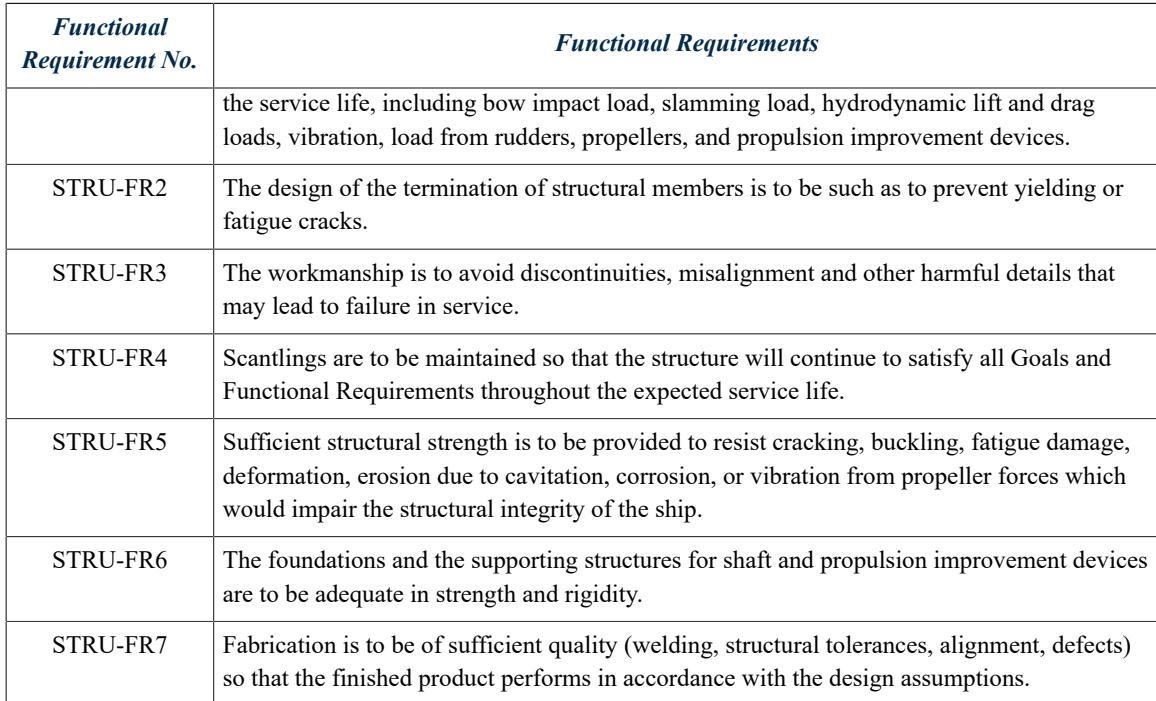 Functional
Requirement No.
Functional Requirements
the service life, including bow impact load, slamming load, hydrodynamic lift and drag
loads, vibration, load from rudders, propellers, and propulsion improvement devices.
STRU-FR2
The design of the termination of structural members is to be such as to prevent yielding or
fatigue cracks.
STRU-FR3
The workmanship is to avoid discontinuities, misalignment and other harmful details that
may lead to failure in service.
STRU-FR4
Scantlings are to be maintained so that the structure will continue to satisfy all Goals and
Functional Requirements throughout the expected service life.
STRU-FR5
Sufficient structural strength is to be provided to resist cracking, buckling, fatigue damage,
deformation, erosion due to cavitation, corrosion, or vibration from propeller forces which
would impair the structural integrity of the ship.
STRU-FR6
The foundations and the supporting structures for shaft and propulsion improvement devices
are to be adequate in strength and rigidity.
STRU-FR7
Fabrication is to be of sufficient quality (welding, structural tolerances, alignment, defects)
so that the finished product performs in accordance with the design assumptions.